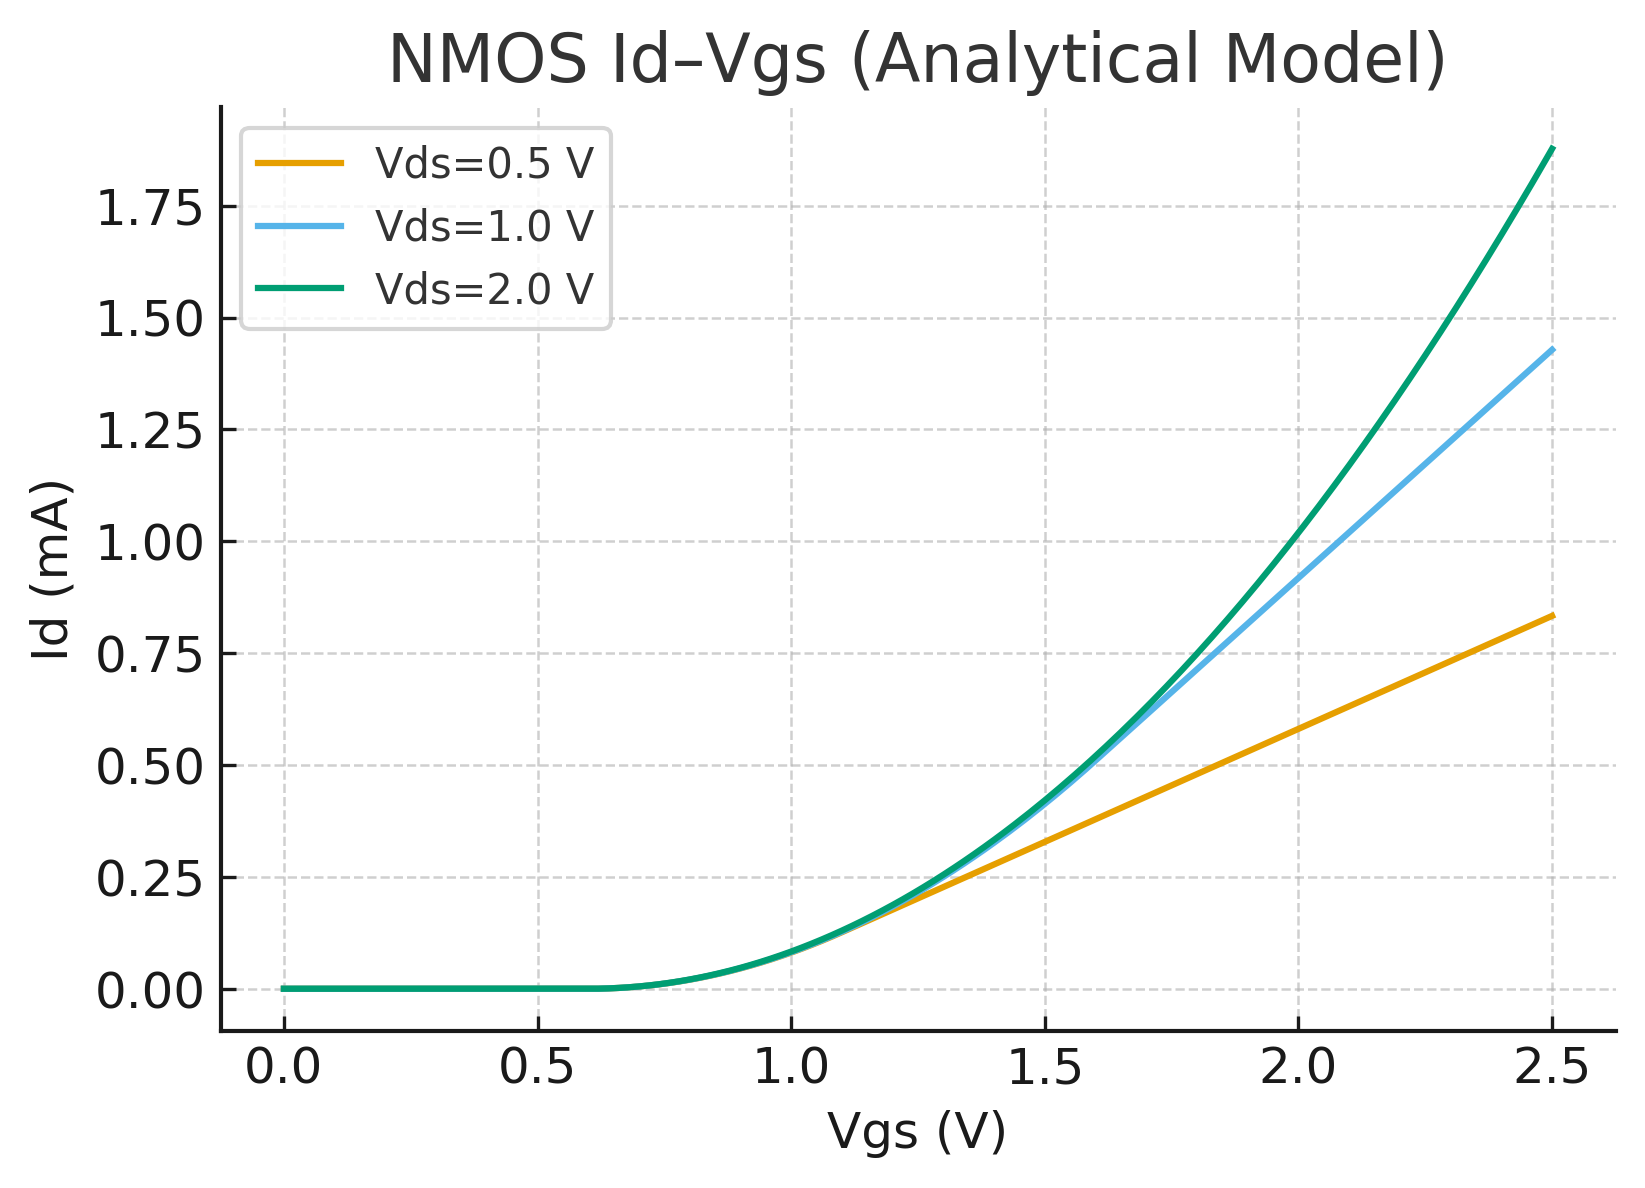 NMOS Id–Vgs (Analytical Model)
Vds=0.5 V
Vds=1.0 V
Vds=2.0 V
1.75
1.50
1.25
1.00
0.75
0.50
0.25
0.00
Id (mA)
0.0 0.5 1.0 1.5 2.0 2.5
Vgs (V)